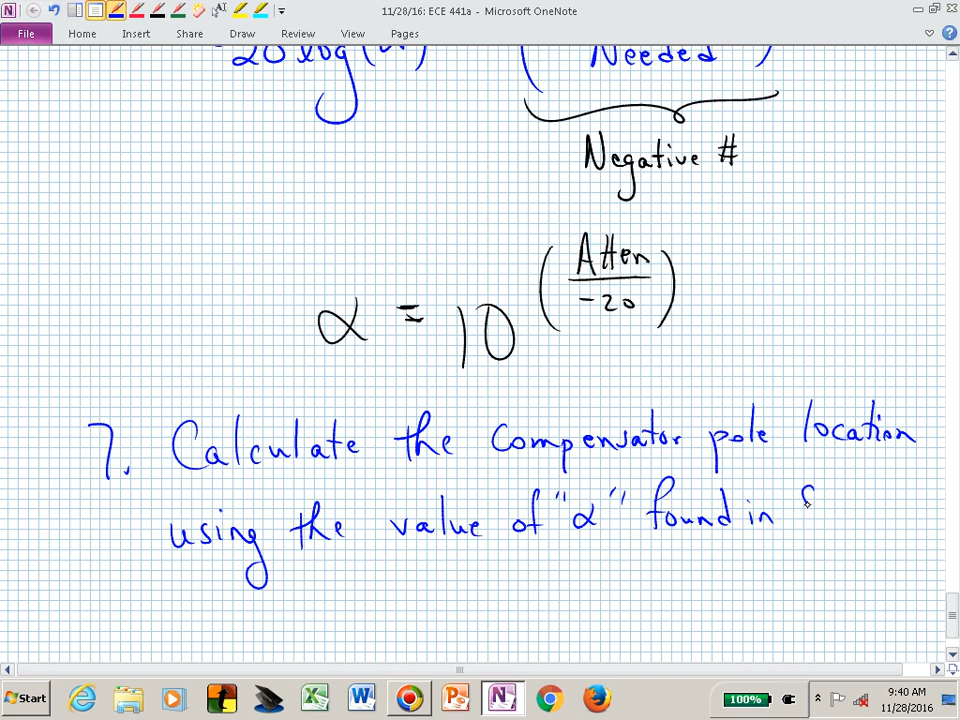 11/28/16: ECE 441a - Microsoft OneNote
File Home Insert Share Draw Review View Pages
-20 log(α) ( Needed )
Negative #
α = 10^(Atten / -20)
7. Calculate the compensator pole location
using the value of "α" found in
Start
100%
9:40 AM
11/28/2016